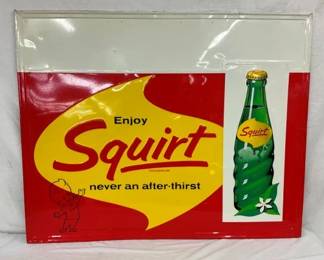 Enjoy
Squirt
never an after-thirst
Squirt